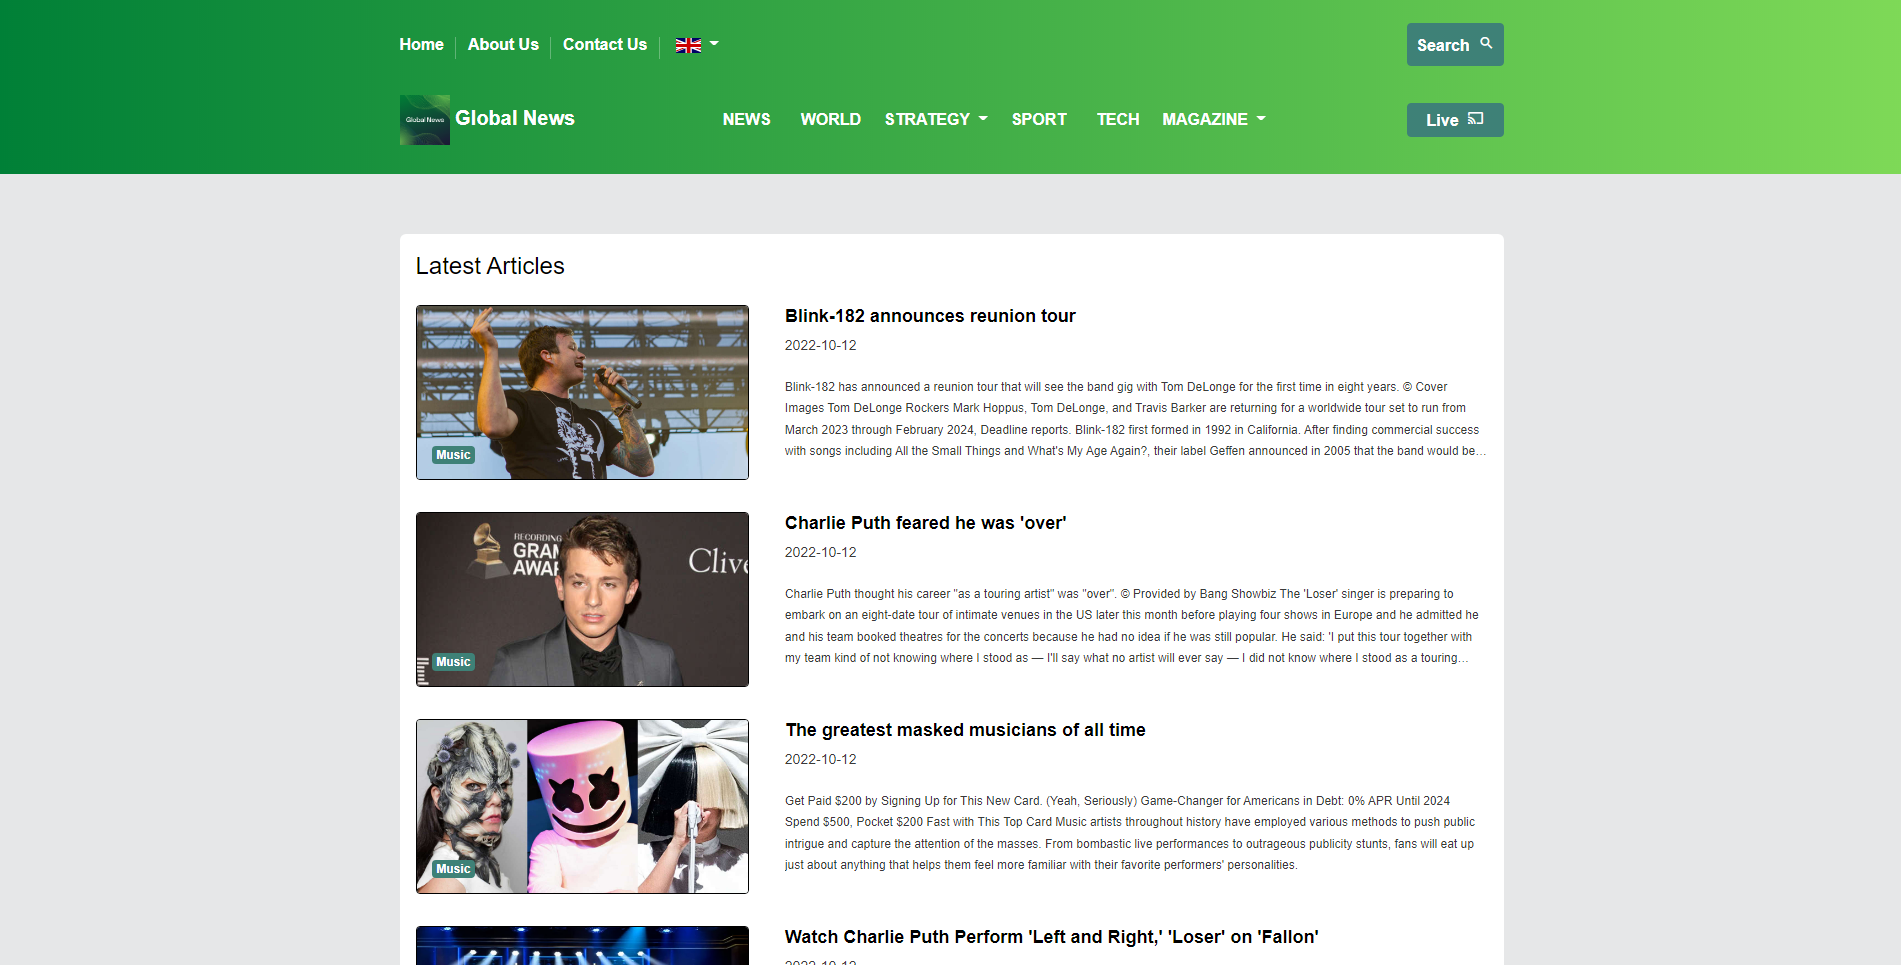 Home
About Us
Contact Us
Search
Global News
Global News
NEWS
WORLD
STRATEGY
SPORT
TECH
MAGAZINE
Live
Latest Articles
Music
Blink-182 announces reunion tour
2022-10-12
Blink-182 has announced a reunion tour that will see the band gig with Tom DeLonge for the first time in eight years. © Cover
Images Tom DeLonge Rockers Mark Hoppus, Tom DeLonge, and Travis Barker are returning for a worldwide tour set to run from
March 2023 through February 2024, Deadline reports. Blink-182 first formed in 1992 in California. After finding commercial success
with songs including All the Small Things and What's My Age Again?, their label Geffen announced in 2005 that the band would be…
RECORDING
GRAM
AWAR
Clive
Music
Charlie Puth feared he was 'over'
2022-10-12
Charlie Puth thought his career "as a touring artist" was "over". © Provided by Bang Showbiz The 'Loser' singer is preparing to
embark on an eight-date tour of intimate venues in the US later this month before playing four shows in Europe and he admitted he
and his team booked theatres for the concerts because he had no idea if he was still popular. He said: 'I put this tour together with
my team kind of not knowing where I stood as — I'll say what no artist will ever say — I did not know where I stood as a touring…
Music
The greatest masked musicians of all time
2022-10-12
Get Paid $200 by Signing Up for This New Card. (Yeah, Seriously) Game-Changer for Americans in Debt: 0% APR Until 2024
Spend $500, Pocket $200 Fast with This Top Card Music artists throughout history have employed various methods to push public
intrigue and capture the attention of the masses. From bombastic live performances to outrageous publicity stunts, fans will eat up
just about anything that helps them feel more familiar with their favorite performers' personalities.
Watch Charlie Puth Perform 'Left and Right,' 'Loser' on 'Fallon'
2022-10-12